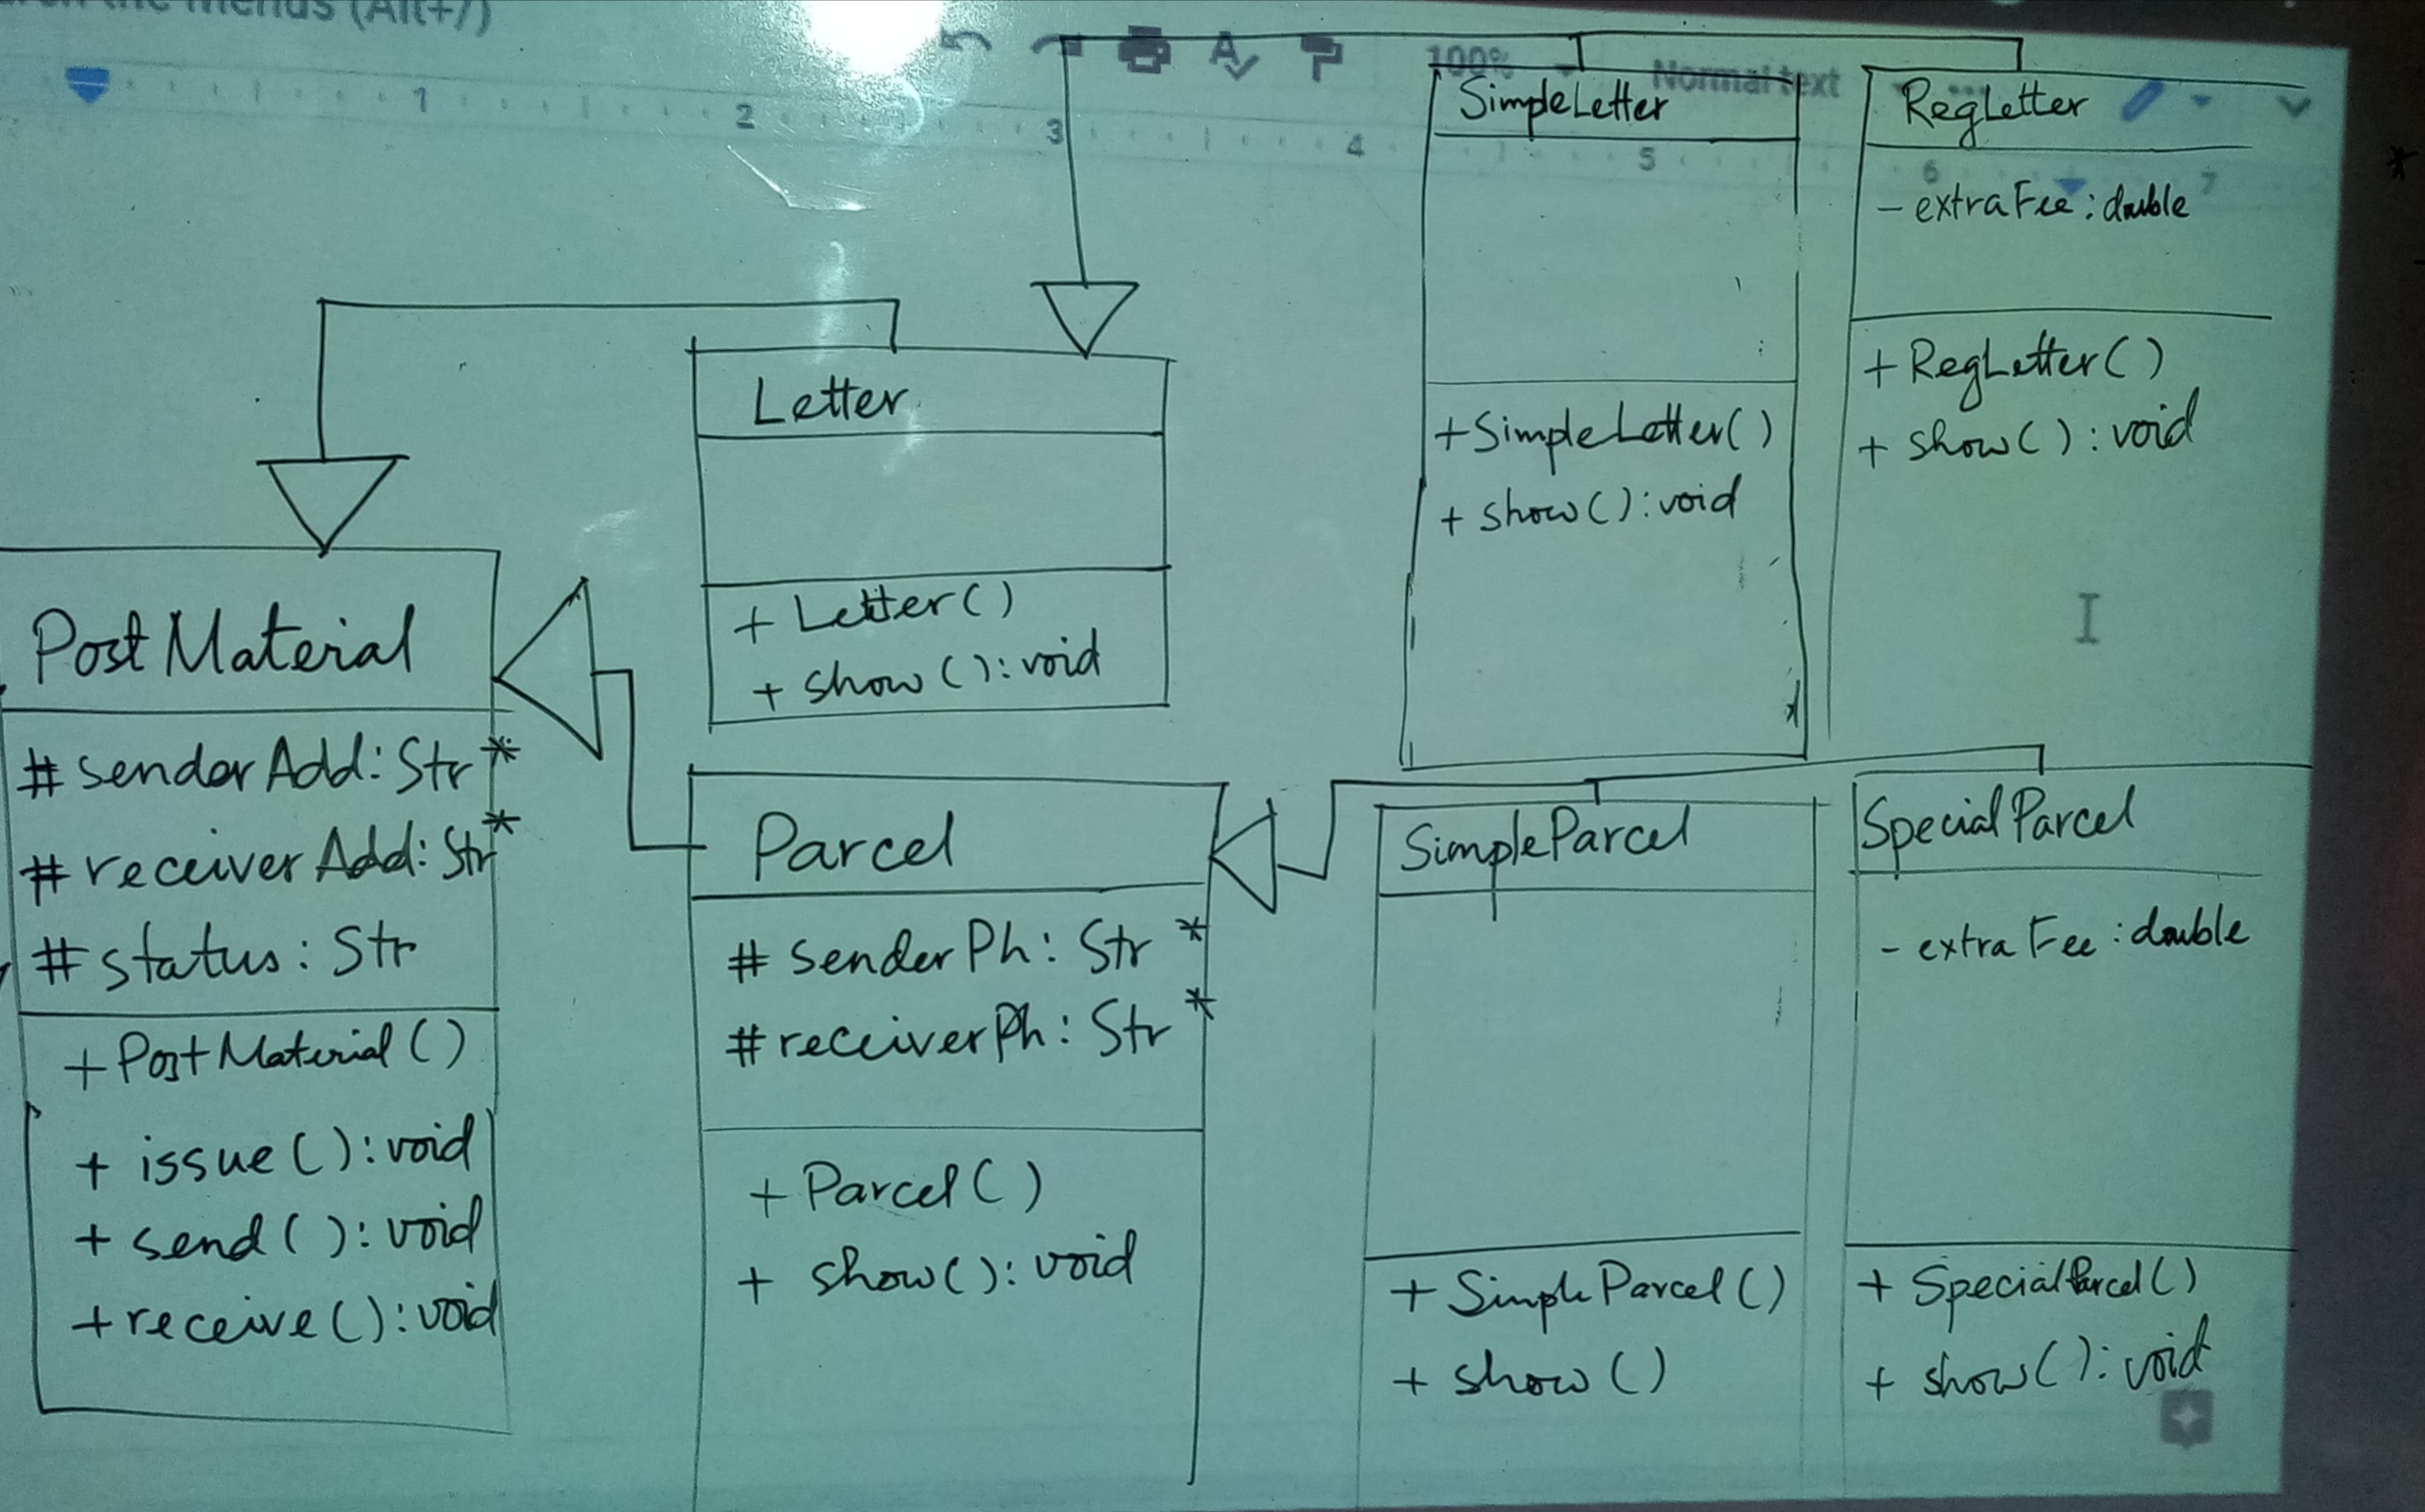 the menus (Alt+/)
100%
Normal text
1
2
3
4
5
6
7
SimpleLetter
+SimpleLetter()
+ show():void
RegLetter
- extraFee:double
+ RegLetter()
+ show():void
Letter
+ Letter()
+ show():void
Post Material
# senderAdd:Str *
# receiverAdd:Str *
# status: Str
+PostMaterial()
+ issue():void
+ send():void
+receive():void
Parcel
# SenderPh: Str *
# receiverPh: Str *
+ Parcel()
+ show(): void
SimpleParcel
+ SimpleParcel()
+ show()
SpecialParcel
- extraFee:double
+ SpecialParcel()
+ show(): void
*